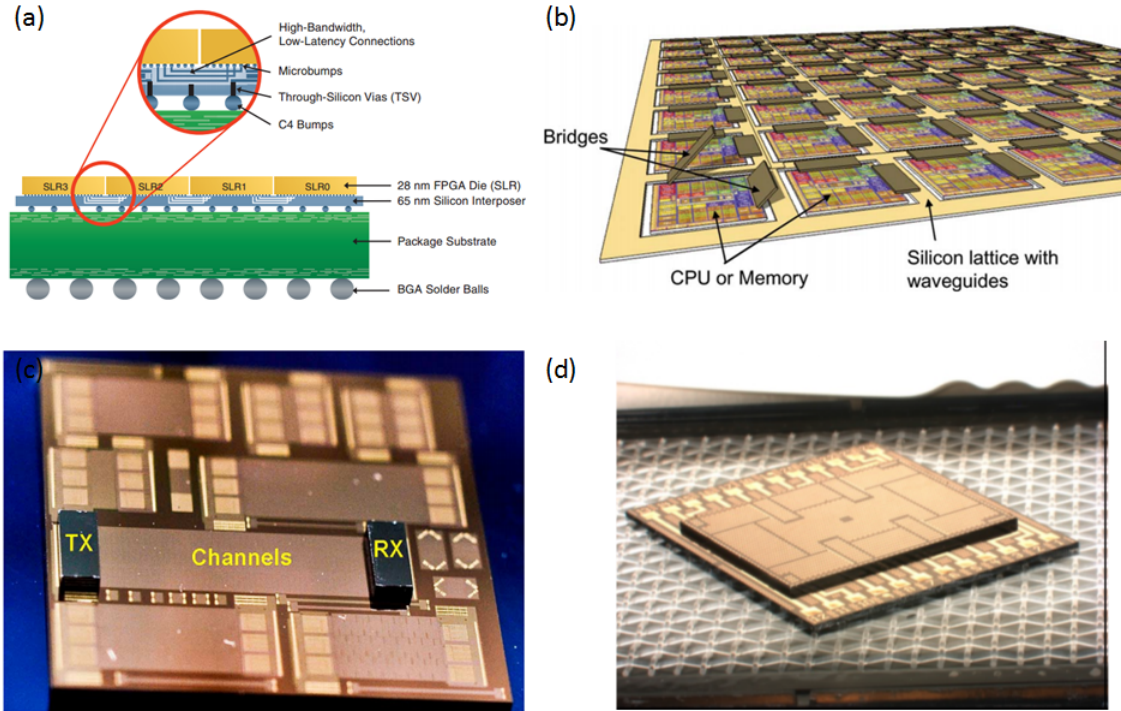 (a)
High-Bandwidth,
Low-Latency Connections
Microbumps
Through-Silicon Vias (TSV)
C4 Bumps
SLR3
SLR2
SLR1
SLR0
28 nm FPGA Die (SLR)
65 nm Silicon Interposer
Package Substrate
BGA Solder Balls
(b)
Bridges
CPU or Memory
Silicon lattice with
waveguides
(c)
TX
Channels
RX
(d)